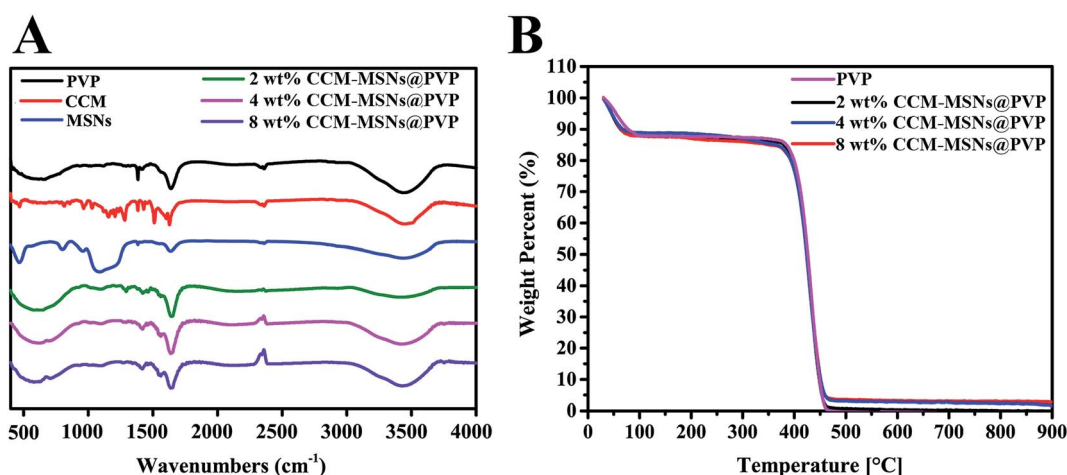 A
PVP
CCM
MSNs
2 wt% CCM-MSNs@PVP
4 wt% CCM-MSNs@PVP
8 wt% CCM-MSNs@PVP
500 1000 1500 2000 2500 3000 3500 4000
Wavenumbers (cm⁻¹)
B
PVP
2 wt% CCM-MSNs@PVP
4 wt% CCM-MSNs@PVP
8 wt% CCM-MSNs@PVP
Weight Percent (%)
110
100
90
80
70
60
50
40
30
20
10
0
0 100 200 300 400 500 600 700 800 900
Temperature [°C]